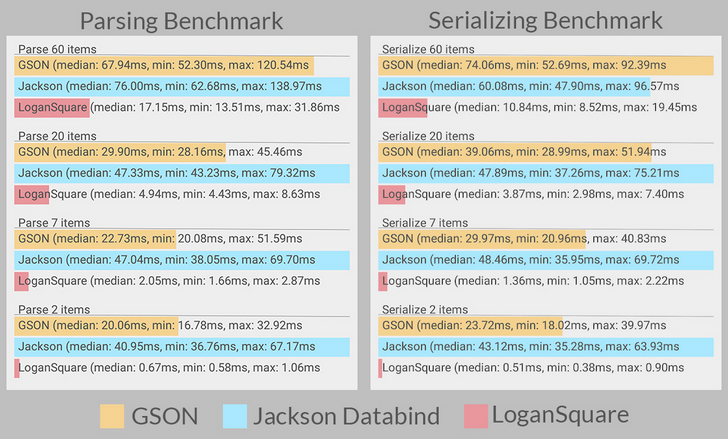 Parsing Benchmark
Parse 60 items
GSON (median: 67.94ms, min: 52.30ms, max: 120.54ms
Jackson (median: 76.00ms, min: 62.68ms, max: 138.97ms
LoganSquare (median: 17.15ms, min: 13.51ms, max: 31.86ms
Parse 20 items
GSON (median: 29.90ms, min: 28.16ms, max: 45.46ms
Jackson (median: 47.33ms, min: 43.23ms, max: 79.32ms
LoganSquare (median: 4.94ms, min: 4.43ms, max: 8.63ms
Parse 7 items
GSON (median: 22.73ms, min: 20.08ms, max: 51.59ms
Jackson (median: 47.04ms, min: 38.05ms, max: 69.70ms
LoganSquare (median: 2.05ms, min: 1.66ms, max: 2.87ms
Parse 2 items
GSON (median: 20.06ms, min: 16.78ms, max: 32.92ms
Jackson (median: 40.95ms, min: 36.76ms, max: 67.17ms
LoganSquare (median: 0.67ms, min: 0.58ms, max: 1.06ms
Serializing Benchmark
Serialize 60 items
GSON (median: 74.06ms, min: 52.69ms, max: 92.39ms
Jackson (median: 60.08ms, min: 47.90ms, max: 96.57ms
LoganSquare (median: 10.84ms, min: 8.52ms, max: 19.45ms
Serialize 20 items
GSON (median: 39.06ms, min: 28.99ms, max: 51.94ms
Jackson (median: 47.89ms, min: 37.26ms, max: 75.21ms
LoganSquare (median: 3.87ms, min: 2.98ms, max: 7.40ms
Serialize 7 items
GSON (median: 29.97ms, min: 20.96ms, max: 40.83ms
Jackson (median: 48.46ms, min: 35.95ms, max: 69.72ms
LoganSquare (median: 1.36ms, min: 1.05ms, max: 2.22ms
Serialize 2 items
GSON (median: 23.72ms, min: 18.02ms, max: 39.97ms
Jackson (median: 43.12ms, min: 35.28ms, max: 63.93ms
LoganSquare (median: 0.51ms, min: 0.38ms, max: 0.90ms
GSON
Jackson Databind
LoganSquare